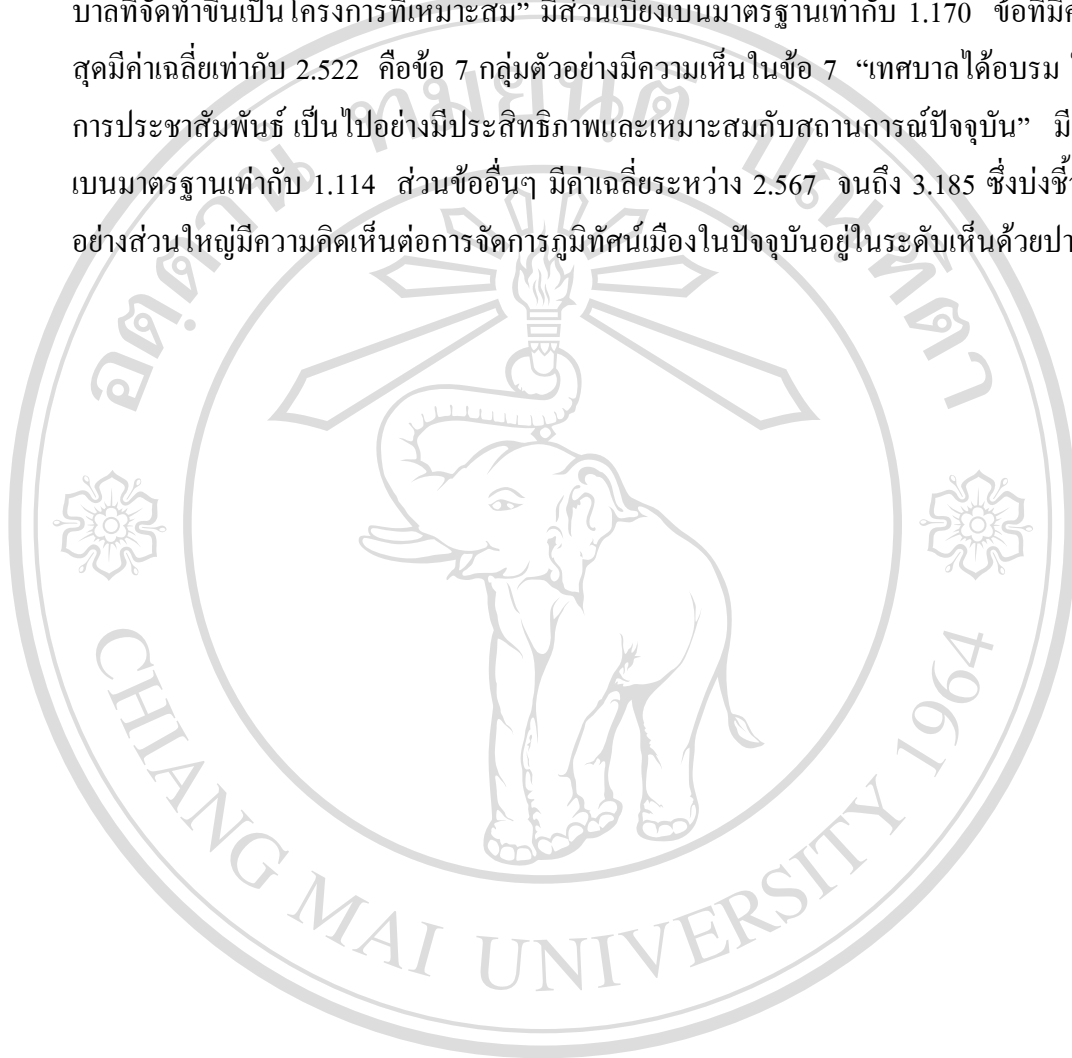 บาลที่จัดทำขึ้นเป็นโครงการที่เหมาะสม” มีส่วนเบี่ยงเบนมาตรฐานเท่ากับ 1.170 ข้อที่มี
สุดมีค่าเฉลี่ยเท่ากับ 2.522 คือข้อ 7 กลุ่มตัวอย่างมีความเห็นในข้อ 7 “เทศบาลได้อบรม
การประชาสัมพันธ์ เป็นไปอย่างมีประสิทธิภาพและเหมาะสมกับสถานการณ์ปัจจุบัน” มี
เบนมาตรฐานเท่ากับ 1.114 ส่วนข้ออื่นๆ มีค่าเฉลี่ยระหว่าง 2.567 จนถึง 3.185 ซึ่งบ่งชี้
อย่างส่วนใหญ่มีความคิดเห็นต่อการจัดการภูมิทัศน์เมืองในปัจจุบันอยู่ในระดับเห็นด้วยปา
อตฺตานํ ทมยนฺติ ปณฺฑิตา
CHIANG MAI UNIVERSITY 1964